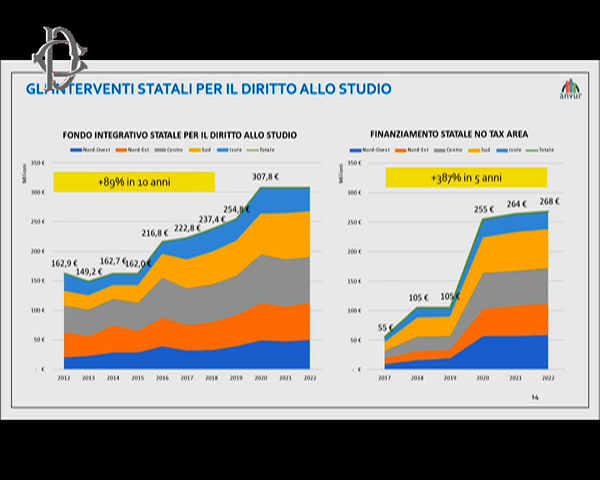 GLI INTERVENTI STATALI PER IL DIRITTO ALLO STUDIO
anvur
FONDO INTEGRATIVO STATALE PER IL DIRITTO ALLO STUDIO
Nord-Ovest Nord-Est Centro Sud Isole Totale
Milioni
350 €
300 €
250 €
200 €
150 €
100 €
50 €
- €
+89% in 10 anni
162,9 € 149,2 € 162,7 € 162,0 € 216,8 € 222,8 € 237,4 € 254,8 € 307,8 €
2012 2013 2014 2015 2016 2017 2018 2019 2020 2021 2022
FINANZIAMENTO STATALE NO TAX AREA
Nord-Ovest Nord-Est Centro Sud Isole Totale
Milioni
350 €
300 €
250 €
200 €
150 €
100 €
50 €
- €
+387% in 5 anni
55 € 105 € 105 € 255 € 264 € 268 €
2017 2018 2019 2020 2021 2022
14